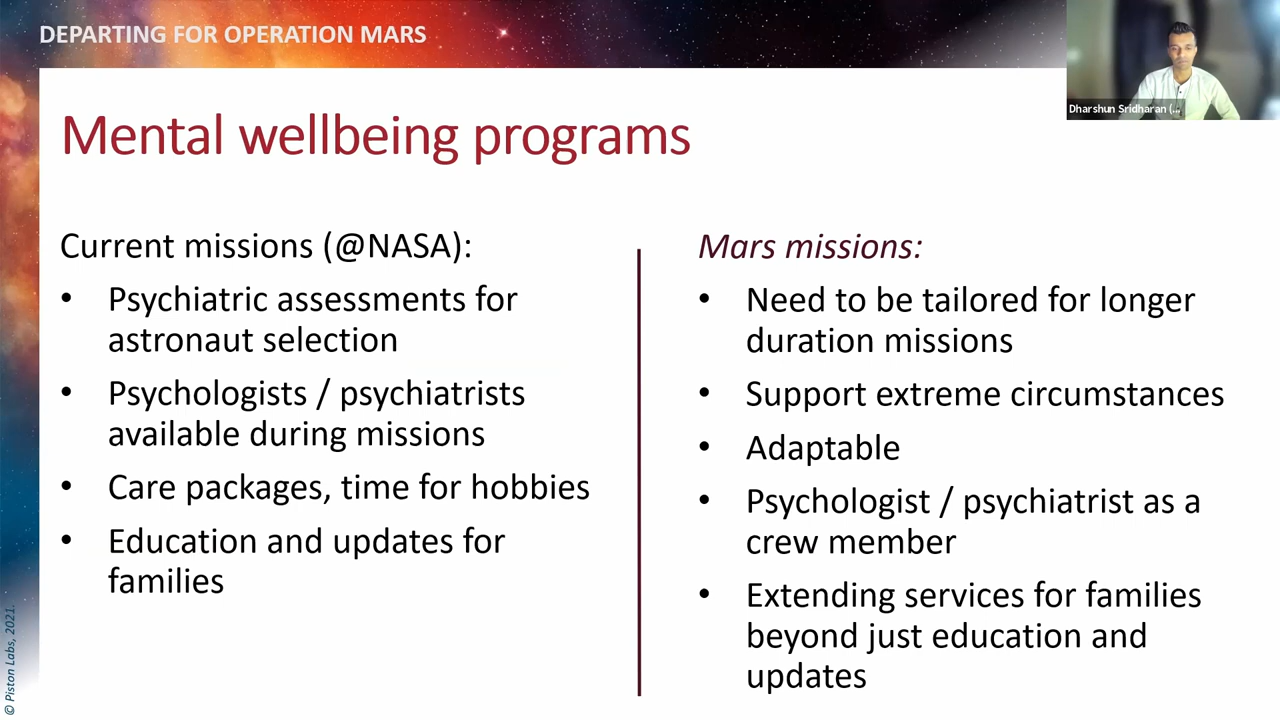 DEPARTING FOR OPERATION MARS
Dharshun Sridharan (...
Mental wellbeing programs
Current missions (@NASA):
• Psychiatric assessments for
astronaut selection
• Psychologists / psychiatrists
available during missions
• Care packages, time for hobbies
• Education and updates for
families
Mars missions:
• Need to be tailored for longer
duration missions
• Support extreme circumstances
• Adaptable
• Psychologist / psychiatrist as a
crew member
• Extending services for families
beyond just education and
updates
© Piston Labs, 2021.